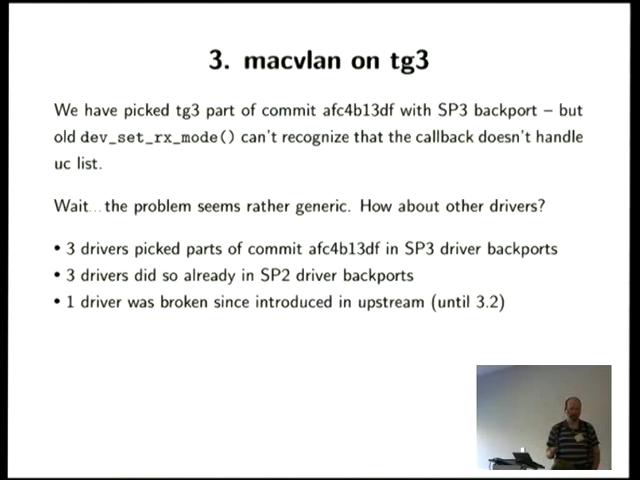 3. macvlan on tg3
We have picked tg3 part of commit afc4b13df with SP3 backport – but
old dev_set_rx_mode() can't recognize that the callback doesn't handle
uc list.
Wait...the problem seems rather generic. How about other drivers?
• 3 drivers picked parts of commit afc4b13df in SP3 driver backports
• 3 drivers did so already in SP2 driver backports
• 1 driver was broken since introduced in upstream (until 3.2)